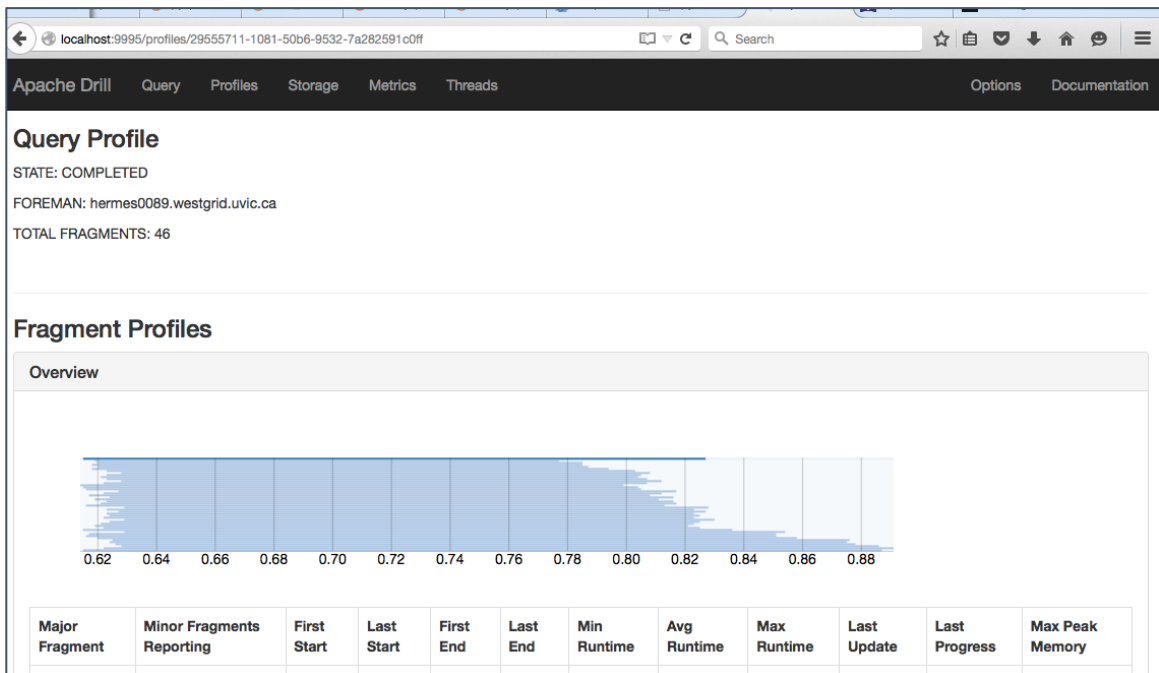 localhost:9995/profiles/29555711-1081-50b6-9532-7a282591c0ff Search
Apache Drill Query Profiles Storage Metrics Threads Options Documentation
Query Profile
STATE: COMPLETED
FOREMAN: hermes0089.westgrid.uvic.ca
TOTAL FRAGMENTS: 46
Fragment Profiles
Overview
0.62 0.64 0.66 0.68 0.70 0.72 0.74 0.76 0.78 0.80 0.82 0.84 0.86 0.88
Major Fragment
Minor Fragments Reporting
First Start
Last Start
First End
Last End
Min Runtime
Avg Runtime
Max Runtime
Last Update
Last Progress
Max Peak Memory